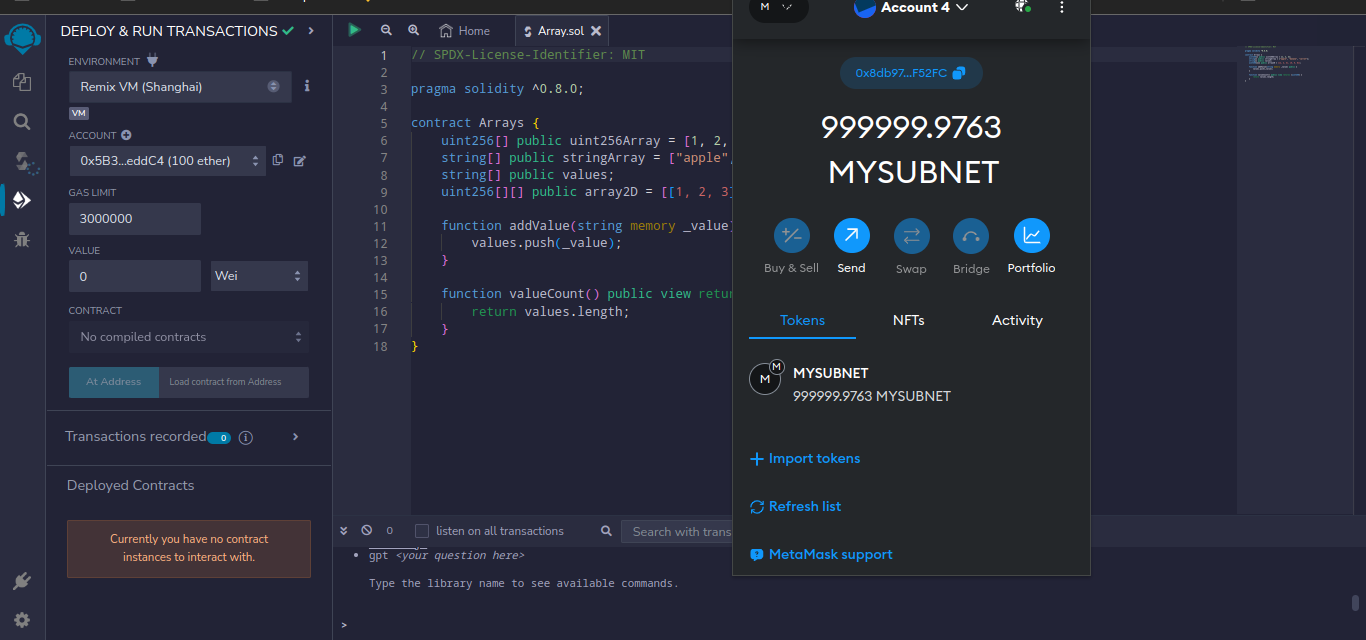 DEPLOY & RUN TRANSACTIONS
ENVIRONMENT
Remix VM (Shanghai)
VM
ACCOUNT
0x5B3...eddC4 (100 ether)
GAS LIMIT
3000000
VALUE
0
Wei
CONTRACT
No compiled contracts
At Address
Load contract from Address
Transactions recorded 0
Deployed Contracts
Currently you have no contract
instances to interact with.
Home
Array.sol
1 // SPDX-License-Identifier: MIT
2
3 pragma solidity ^0.8.0;
4
5 contract Arrays {
6 uint256[] public uint256Array = [1, 2,
7 string[] public stringArray = ["apple",
8 string[] public values;
9 uint256[][] public array2D = [[1, 2, 3]
10
11 function addValue(string memory _value)
12 values.push(_value);
13 }
14
15 function valueCount() public view retur
16 return values.length;
17 }
18 }
0
listen on all transactions
Search with trans
• gpt <your question here>
Type the library name to see available commands.
>
M
Account 4
0x8db97...F52FC
999999.9763
MYSUBNET
Buy & Sell
Send
Swap
Bridge
Portfolio
Tokens
NFTs
Activity
M
M
MYSUBNET
999999.9763 MYSUBNET
Import tokens
Refresh list
MetaMask support